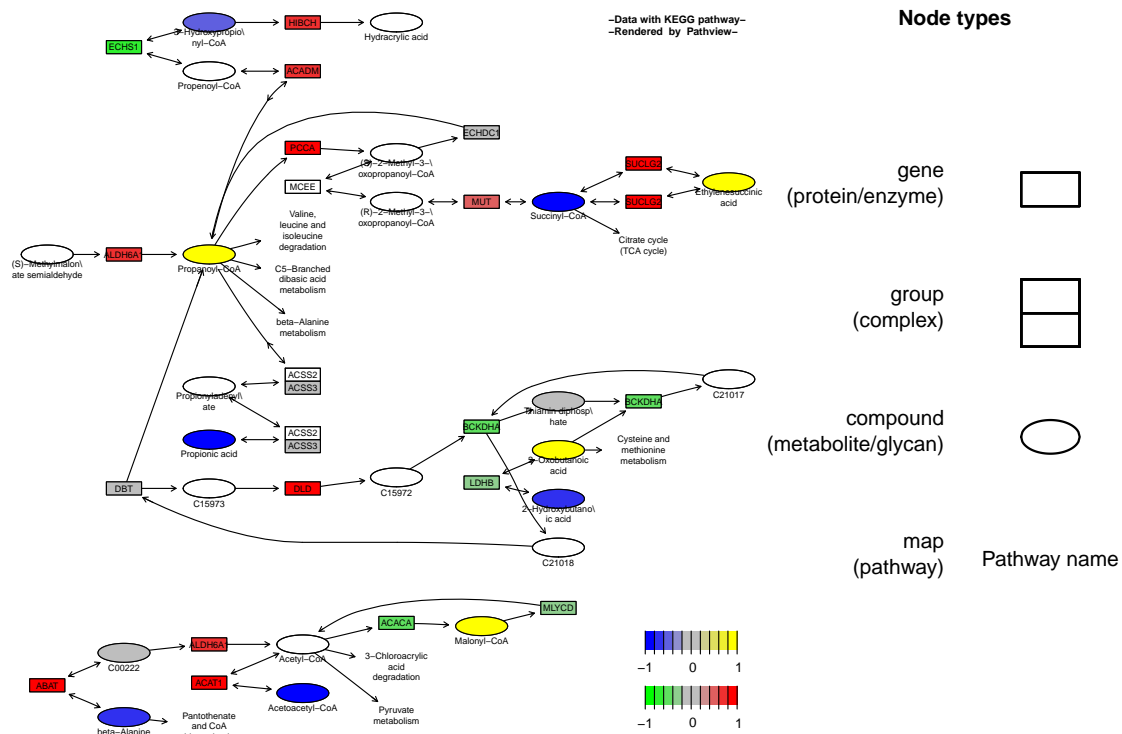 −Data with KEGG pathway−
−Rendered by Pathview−
Node types
HIBCH
3−Hydroxypropio\
nyl−CoA
Hydracrylic acid
ECHS1
Propenoyl−CoA
ACADM
ECHDC1
PCCA
(S)−2−Methyl−3−\
oxopropanoyl−CoA
MCEE
(R)−2−Methyl−3−\
oxopropanoyl−CoA
MUT
Succinyl−CoA
SUCLG2
SUCLG2
Ethylenesuccinic
acid
Citrate cycle
(TCA cycle)
Valine,
leucine and
isoleucine
degradation
(S)−Methylmalon\
ate semialdehyde
ALDH6A
Propanoyl−CoA
C5−Branched
dibasic acid
metabolism
beta−Alanine
metabolism
ACSS2
ACSS3
Propionyladenyl\
ate
ACSS2
ACSS3
Propionic acid
C21017
Thiamin diphosp\
hate
BCKDHA
BCKDHA
2−Oxobutanoic
acid
Cysteine and
methionine
metabolism
LDHB
2−Hydroxybutano\
ic acid
DBT
C15973
DLD
C15972
C21018
MLYCD
ACACA
Malonyl−CoA
ALDH6A
Acetyl−CoA
C00222
3−Chloroacrylic
acid
degradation
ABAT
ACAT1
Acetoacetyl−CoA
Pyruvate
metabolism
beta−Alanine
Pantothenate
and CoA
gene
(protein/enzyme)
group
(complex)
compound
(metabolite/glycan)
map
(pathway)
Pathway name
−1 0 1
−1 0 1